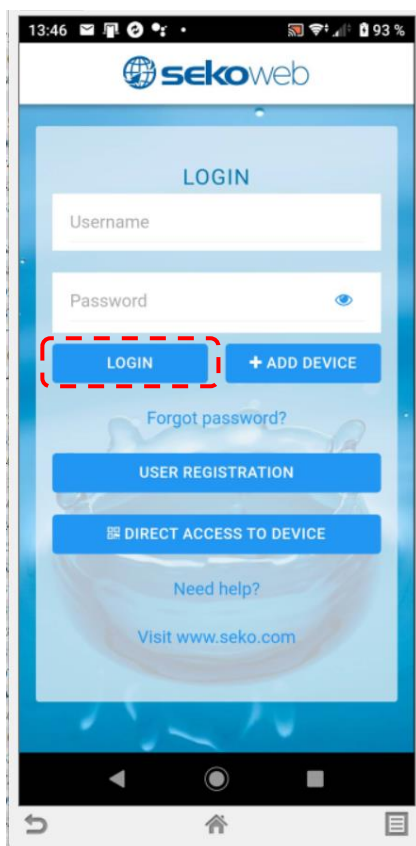 13:46 93 %
sekoweb
LOGIN
Username
Password
LOGIN + ADD DEVICE
Forgot password?
USER REGISTRATION
DIRECT ACCESS TO DEVICE
Need help?
Visit www.seko.com